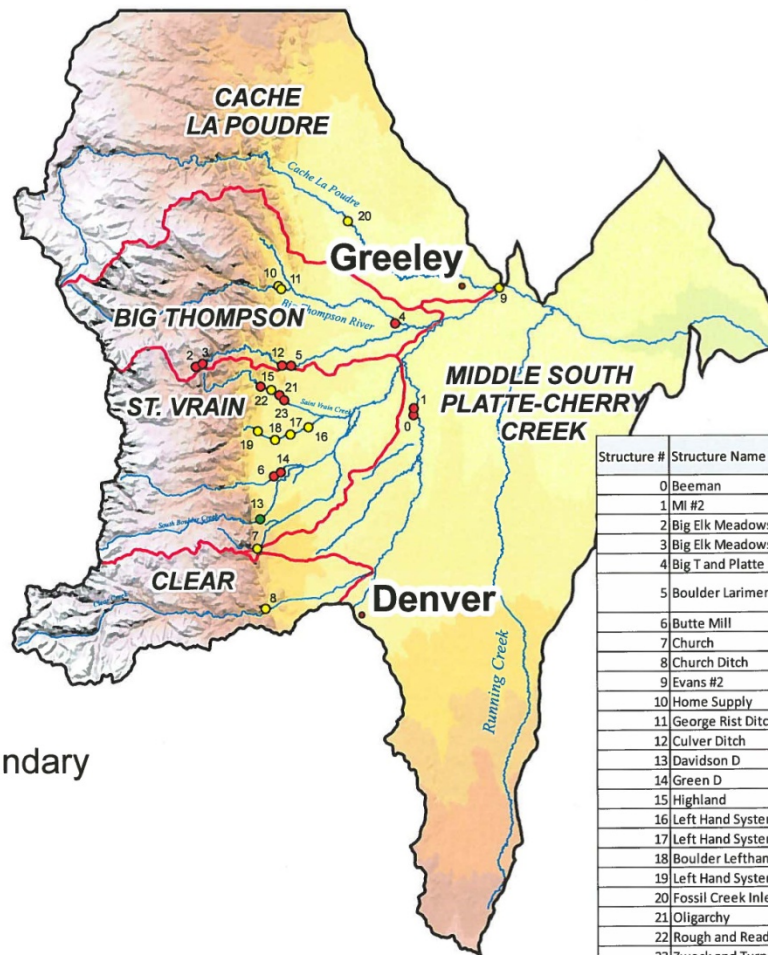 CACHE
LA POUDRE
Cache La Poudre
20
Greeley
9
10
11
Big Thompson River
4
BIG THOMPSON
2
3
12
5
MIDDLE SOUTH
PLATTE-CHERRY
CREEK
ST. VRAIN
15
22
21
23
Saint Vrain Creek
1
0
19
18
17
16
6
14
13
South Boulder Creek
7
CLEAR
8
Denver
Running Creek
ndary
Structure # Structure Name
0 Beeman
1 MI #2
2 Big Elk Meadows
3 Big Elk Meadows
4 Big T and Platte
5 Boulder Larimer
6 Butte Mill
7 Church
8 Church Ditch
9 Evans #2
10 Home Supply
11 George Rist Ditc
12 Culver Ditch
13 Davidson D
14 Green D
15 Highland
16 Left Hand System
17 Left Hand System
18 Boulder Lefthan
19 Left Hand System
20 Fossil Creek Inle
21 Oligarchy
22 Rough and Read